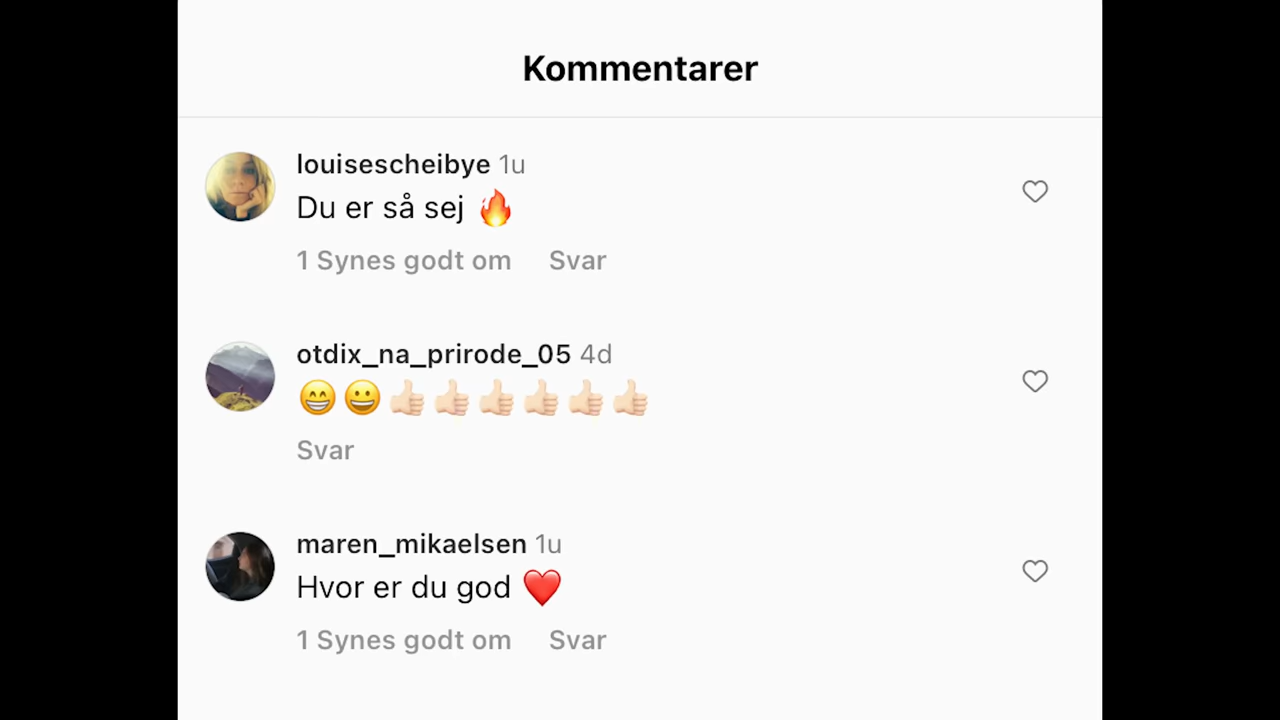 Kommentarer
louisescheibye 1u
Du er så sej 🔥
1 Synes godt om Svar
otdix_na_prirode_05 4d
😁😀👍🏻👍🏻👍🏻👍🏻👍🏻👍🏻
Svar
maren_mikaelsen 1u
Hvor er du god ❤️
1 Synes godt om Svar